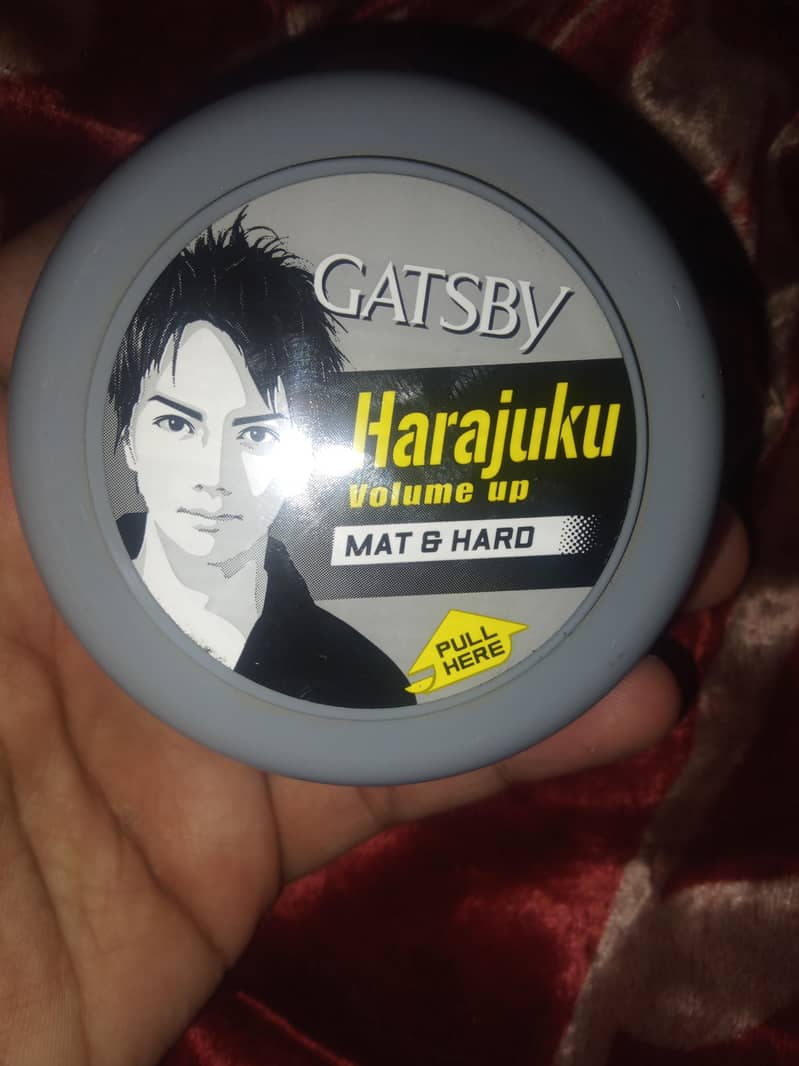 GATSBY
Harajuku
Volume up
MAT & HARD
PULL
HERE